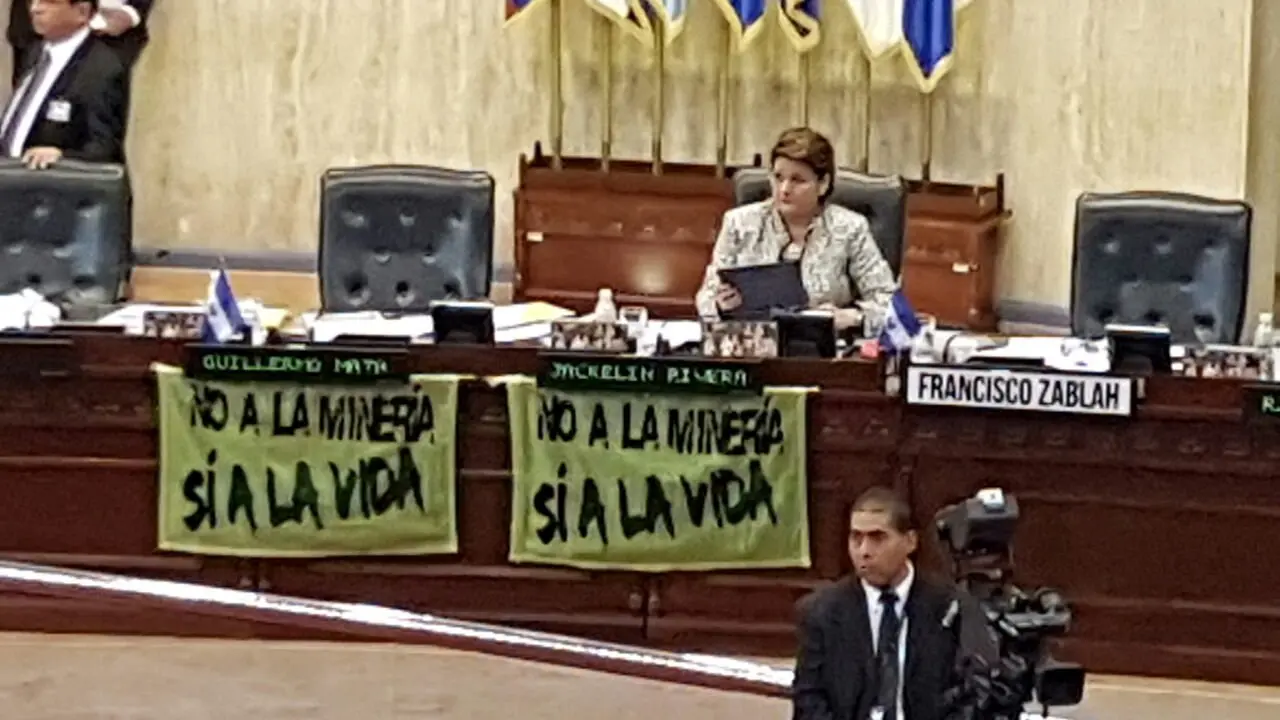 GUILLERMO MATA
JACKELIN RIVERA
FRANCISCO ZABLAH
NO A LA MINERÍA
SÍ A LA VIDA
NO A LA MINERÍA
SÍ A LA VIDA